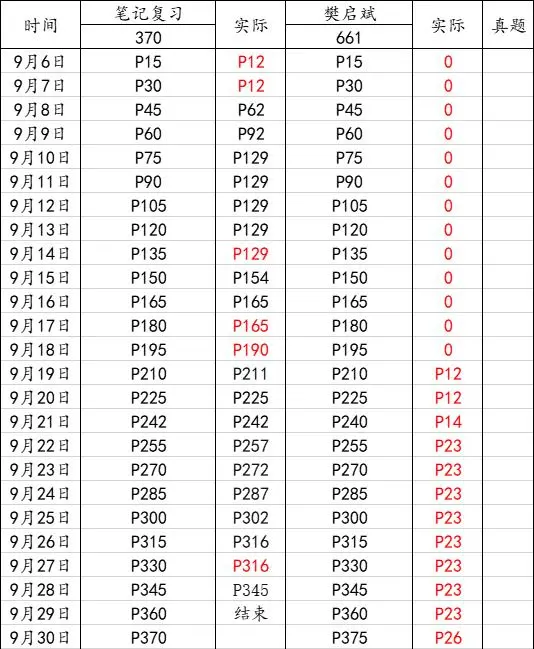 时间 笔记复习 实际 樊启斌 实际 真题
370 661
9月6日 P15 P12 P15 0
9月7日 P30 P12 P30 0
9月8日 P45 P62 P45 0
9月9日 P60 P92 P60 0
9月10日 P75 P129 P75 0
9月11日 P90 P129 P90 0
9月12日 P105 P129 P105 0
9月13日 P120 P129 P120 0
9月14日 P135 P129 P135 0
9月15日 P150 P154 P150 0
9月16日 P165 P165 P165 0
9月17日 P180 P165 P180 0
9月18日 P195 P190 P195 0
9月19日 P210 P211 P210 P12
9月20日 P225 P225 P225 P12
9月21日 P242 P242 P240 P14
9月22日 P255 P257 P255 P23
9月23日 P270 P272 P270 P23
9月24日 P285 P287 P285 P23
9月25日 P300 P302 P300 P23
9月26日 P315 P316 P315 P23
9月27日 P330 P316 P330 P23
9月28日 P345 P345 P345 P23
9月29日 P360 结束 P360 P23
9月30日 P370 P375 P26